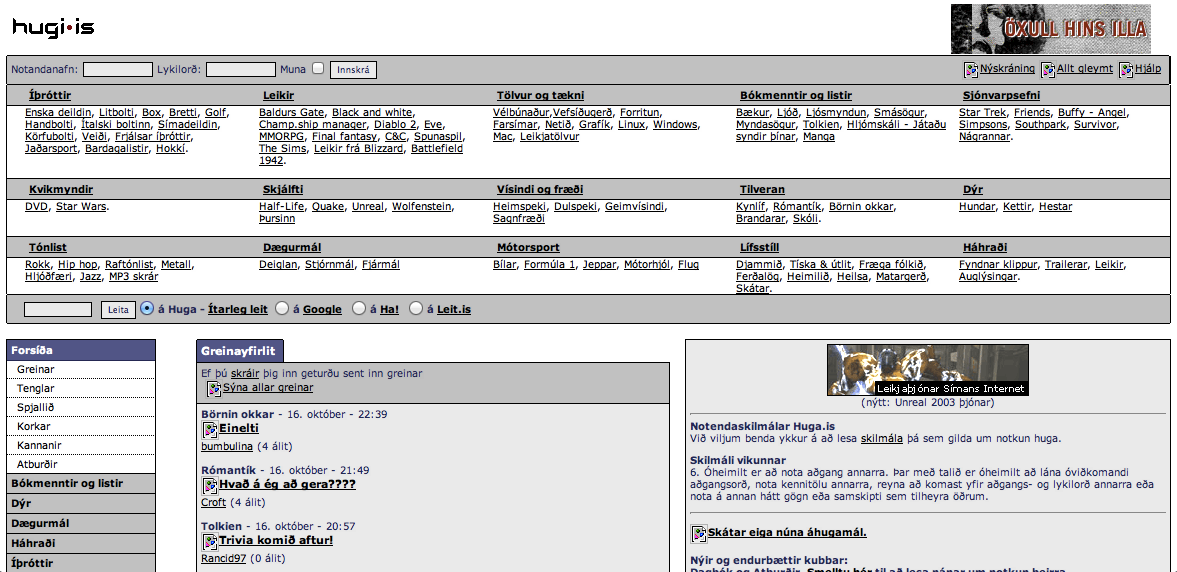 hugi·is
ÖXULL HINS ILLA
Notandanafn: Lykilorð: Muna Innskrá
Nýskráning Allt gleymt Hjálp
Íþróttir
Enska deildin, Litbolti, Box, Bretti, Golf,
Handbolti, Ítalski boltinn, Símadeildin,
Körfubolti, Veiði, Frjálsar íþróttir,
Jaðarsport, Bardagalistir, Hokkí.
Leikir
Baldurs Gate, Black and white,
Champ.ship manager, Diablo 2, Eve,
MMORPG, Final fantasy, C&C, Spunaspil,
The Sims, Leikir frá Blizzard, Battlefield
1942.
Tölvur og tækni
Vélbúnaður,Vefsíðugerð, Forritun,
Farsímar, Netið, Grafík, Linux, Windows,
Mac, Leikjatölvur
Bókmenntir og listir
Bækur, Ljóð, Ljósmyndun, Smásögur,
Myndasögur, Tolkien, Hljómskáli - Játaðu
syndir þínar, Manga
Sjónvarpsefni
Star Trek, Friends, Buffy - Angel,
Simpsons, Southpark, Survivor,
Nágrannar.
Kvikmyndir
DVD, Star Wars.
Skjálfti
Half-Life, Quake, Unreal, Wolfenstein,
Þursinn
Vísindi og fræði
Heimspeki, Dulspeki, Geimvísindi,
Sagnfræði
Tilveran
Kynlíf, Rómantík, Börnin okkar,
Brandarar, Skóli.
Dýr
Hundar, Kettir, Hestar
Tónlist
Rokk, Hip hop, Raftónlist, Metall,
Hljóðfæri, Jazz, MP3 skrár
Dægurmál
Deiglan, Stjórnmál, Fjármál
Mótorsport
Bílar, Formúla 1, Jeppar, Mótorhjól, Flug
Lífsstíll
Djammið, Tíska & útlit, Fræga fólkið,
Ferðalög, Heimilið, Heilsa, Matargerð,
Skátar.
Háhraði
Fyndnar klippur, Trailerar, Leikir,
Auglýsingar.
Leita á Huga - Ítarleg leit á Google á Ha! á Leit.is
Forsíða
Greinar
Tenglar
Spjallið
Korkar
Kannanir
Atburðir
Bókmenntir og listir
Dýr
Dægurmál
Háhraði
Íþróttir
Greinayfirlit
Ef þú skráir þig inn geturðu sent inn greinar
Sýna allar greinar
Börnin okkar - 16. október - 22:39
Einelti
bumbulina (4 álit)
Rómantík - 16. október - 21:49
Hvað á ég að gera????
Croft (4 álit)
Tolkien - 16. október - 20:57
Trivia komið aftur!
Rancid97 (0 álit)
Leikjaþjónar Símans Internet
(nýtt: Unreal 2003 þjónar)
Notendaskilmálar Huga.is
Við viljum benda ykkur á að lesa skilmála þá sem gilda um notkun huga.
Skilmáli vikunnar
6. Óheimilt er að nota aðgang annarra. Þar með talið er óheimilt að lána óviðkomandi
aðgangsorð, nota kennitölu annarra, reyna að komast yfir aðgangs- og lykilorð annarra eða
nota á annan hátt gögn eða samskipti sem tilheyra öðrum.
Skátar eiga núna áhugamál.
Nýir og endurbættir kubbar:
Dagbók og Atburðir. Smelltu hér til að lesa nánar um notkun þeirra.